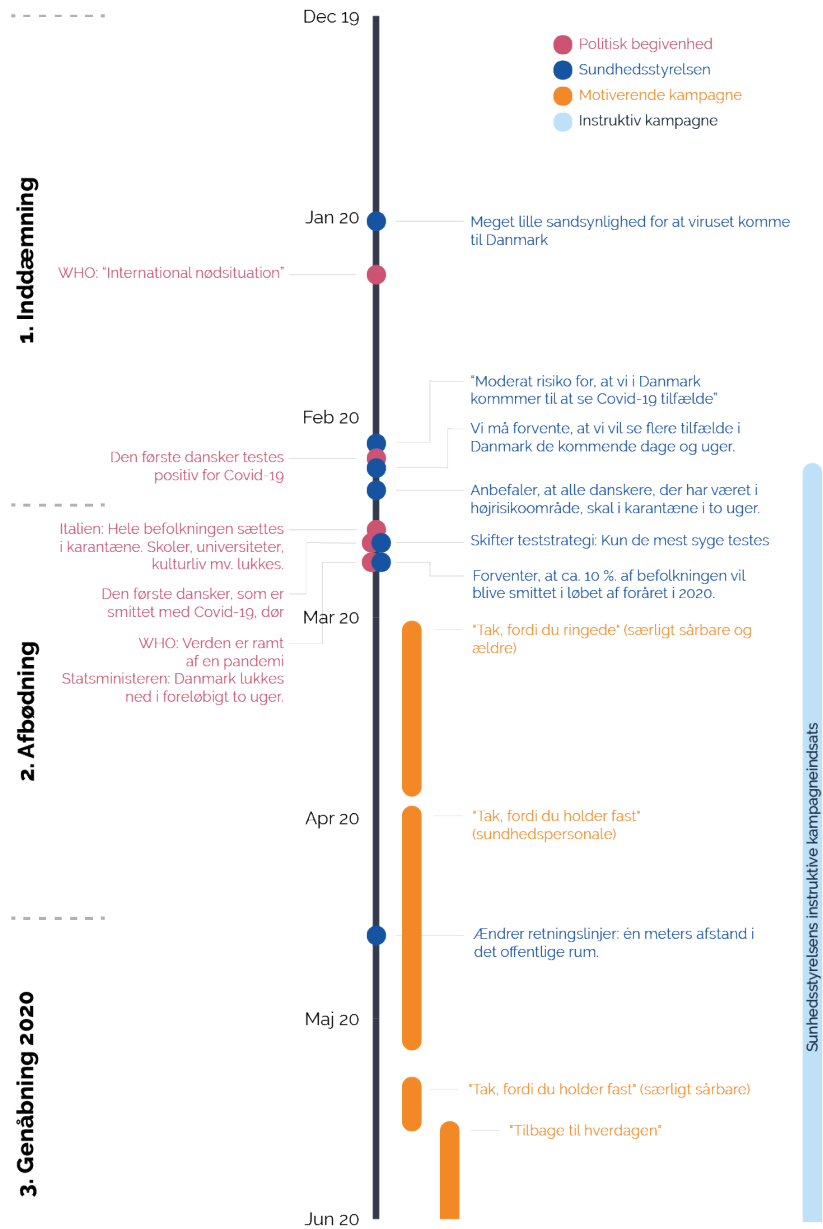 Dec 19
Politisk begivenhed
Sundhedsstyrelsen
Motiverende kampagne
Instruktiv kampagne
1. Inddæmning
Jan 20
Meget lille sandsynlighed for at viruset komme
til Danmark
WHO: "International nødsituation"
"Moderat risiko for, at vi i Danmark
kommmer til at se Covid-19 tilfælde"
Feb 20
Vi må forvente, at vi vil se flere tilfælde i
Danmark de kommende dage og uger.
Den første dansker testes
positiv for Covid-19
Anbefaler, at alle danskere, der har været i
højrisikoområde, skal i karantæne i to uger.
2. Afbødning
Italien: Hele befolkningen sættes
i karantæne. Skoler, universiteter,
kulturliv mv. lukkes.
Skifter teststrategi: Kun de mest syge testes
Den første dansker, som er
smittet med Covid-19, dør
Forventer, at ca. 10 %. af befolkningen vil
blive smittet i løbet af foråret i 2020.
Mar 20
WHO: Verden er ramt
af en pandemi
Statsministeren: Danmark lukkes
ned i foreløbigt to uger.
"Tak, fordi du ringede" (særligt sårbare og
ældre)
Apr 20
"Tak, fordi du holder fast"
(sundhedspersonale)
Sunhedsstyrelsens instruktive kampagneindsats
3. Genåbning 2020
Ændrer retningslinjer: én meters afstand i
det offentlige rum.
Maj 20
"Tak, fordi du holder fast" (særligt sårbare)
"Tilbage til hverdagen"
Jun 20